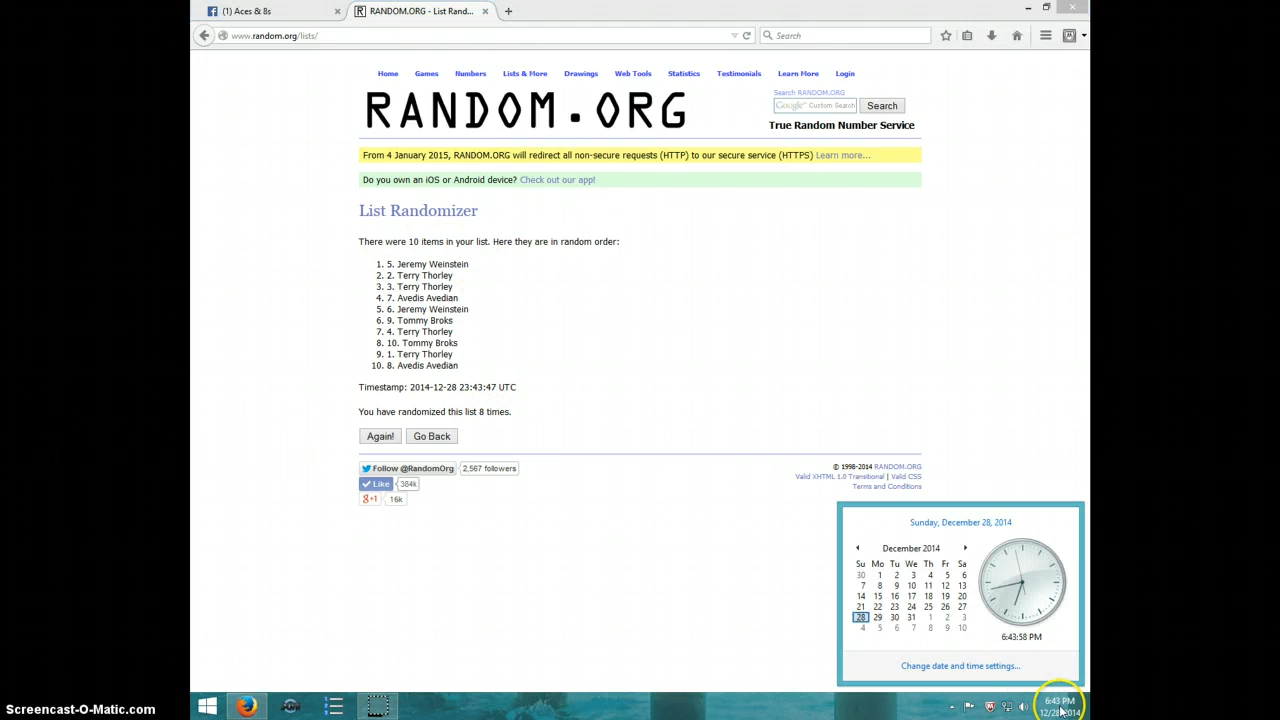 (1) Aces & 8s
RANDOM.ORG - List Rand...
www.random.org/lists/
Search
Home Games Numbers Lists & More Drawings Web Tools Statistics Testimonials Learn More Login
RANDOM.ORG
Search RANDOM.ORG
Google™ Custom Search Search
True Random Number Service
From 4 January 2015, RANDOM.ORG will redirect all non-secure requests (HTTP) to our secure service (HTTPS) Learn more...
Do you own an iOS or Android device? Check out our app!
List Randomizer
There were 10 items in your list. Here they are in random order:
1. 5. Jeremy Weinstein
2. 2. Terry Thorley
3. 3. Terry Thorley
4. 7. Avedis Avedian
5. 6. Jeremy Weinstein
6. 9. Tommy Broks
7. 4. Terry Thorley
8. 10. Tommy Broks
9. 1. Terry Thorley
10. 8. Avedis Avedian
Timestamp: 2014-12-28 23:43:47 UTC
You have randomized this list 8 times.
Again! Go Back
Follow @RandomOrg 2,567 followers
Like 384k
g+1 16k
© 1998-2014 RANDOM.ORG
Valid XHTML 1.0 Transitional | Valid CSS
Terms and Conditions
Sunday, December 28, 2014
December 2014
Su Mo Tu We Th Fr Sa
30 1 2 3 4 5 6
7 8 9 10 11 12 13
14 15 16 17 18 19 20
21 22 23 24 25 26 27
28 29 30 31 1 2 3
4 5 6 7 8 9 10
6:43:58 PM
Change date and time settings...
6:43 PM
12/28/2014
Screencast-O-Matic.com